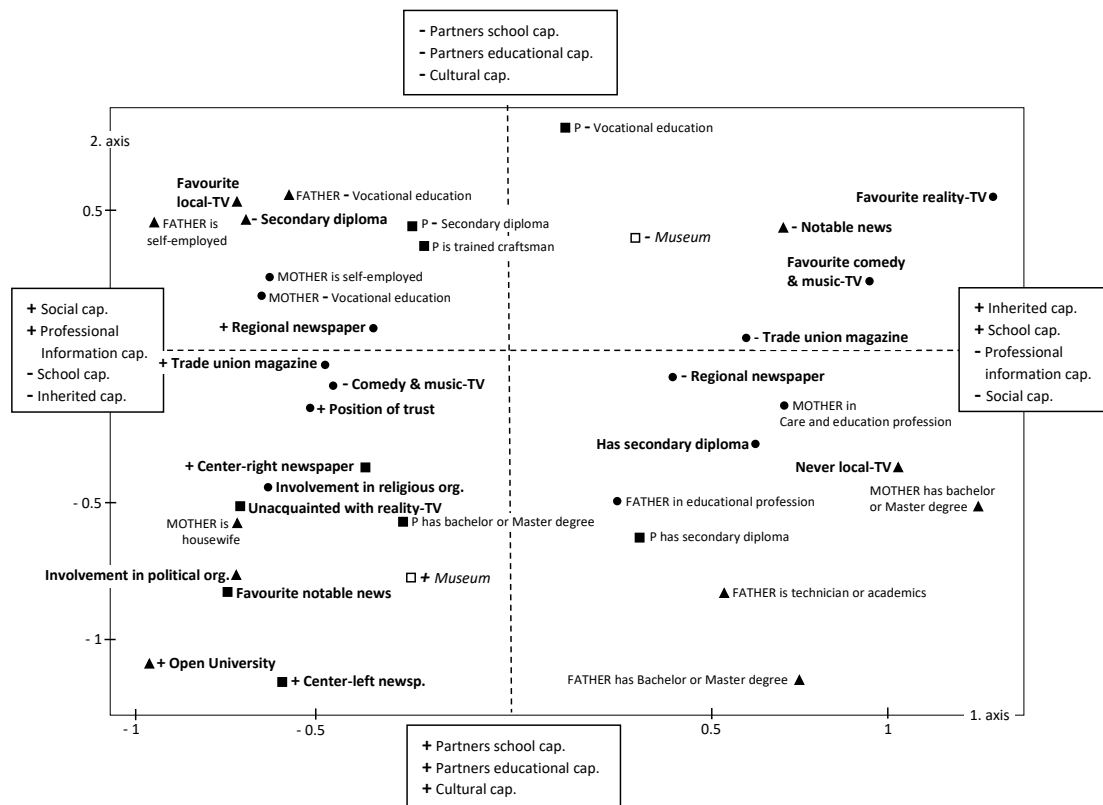 - Partners school cap.
- Partners educational cap.
- Cultural cap.
2. axis
P - Vocational education
Favourite
local-TV
FATHER - Vocational education
Favourite reality-TV
0.5
- Secondary diploma
FATHER is
self-employed
P - Secondary diploma
- Notable news
P is trained craftsman
- Museum
Favourite comedy
& music-TV
MOTHER is self-employed
MOTHER - Vocational education
+ Social cap.
+ Professional
Information cap.
- School cap.
- Inherited cap.
+ Inherited cap.
+ School cap.
- Professional
information cap.
- Social cap.
+ Regional newspaper
- Trade union magazine
+ Trade union magazine
- Comedy & music-TV
- Regional newspaper
+ Position of trust
MOTHER in
Care and education profession
Has secondary diploma
+ Center-right newspaper
Never local-TV
Involvement in religious org.
MOTHER has bachelor
or Master degree
- 0.5
Unacquainted with reality-TV
FATHER in educational profession
MOTHER is
housewife
P has bachelor or Master degree
P has secondary diploma
Involvement in political org.
+ Museum
Favourite notable news
FATHER is technician or academics
- 1
+ Open University
+ Center-left newsp.
FATHER has Bachelor or Master degree
1. axis
- 1
- 0.5
0.5
1
+ Partners school cap.
+ Partners educational cap.
+ Cultural cap.